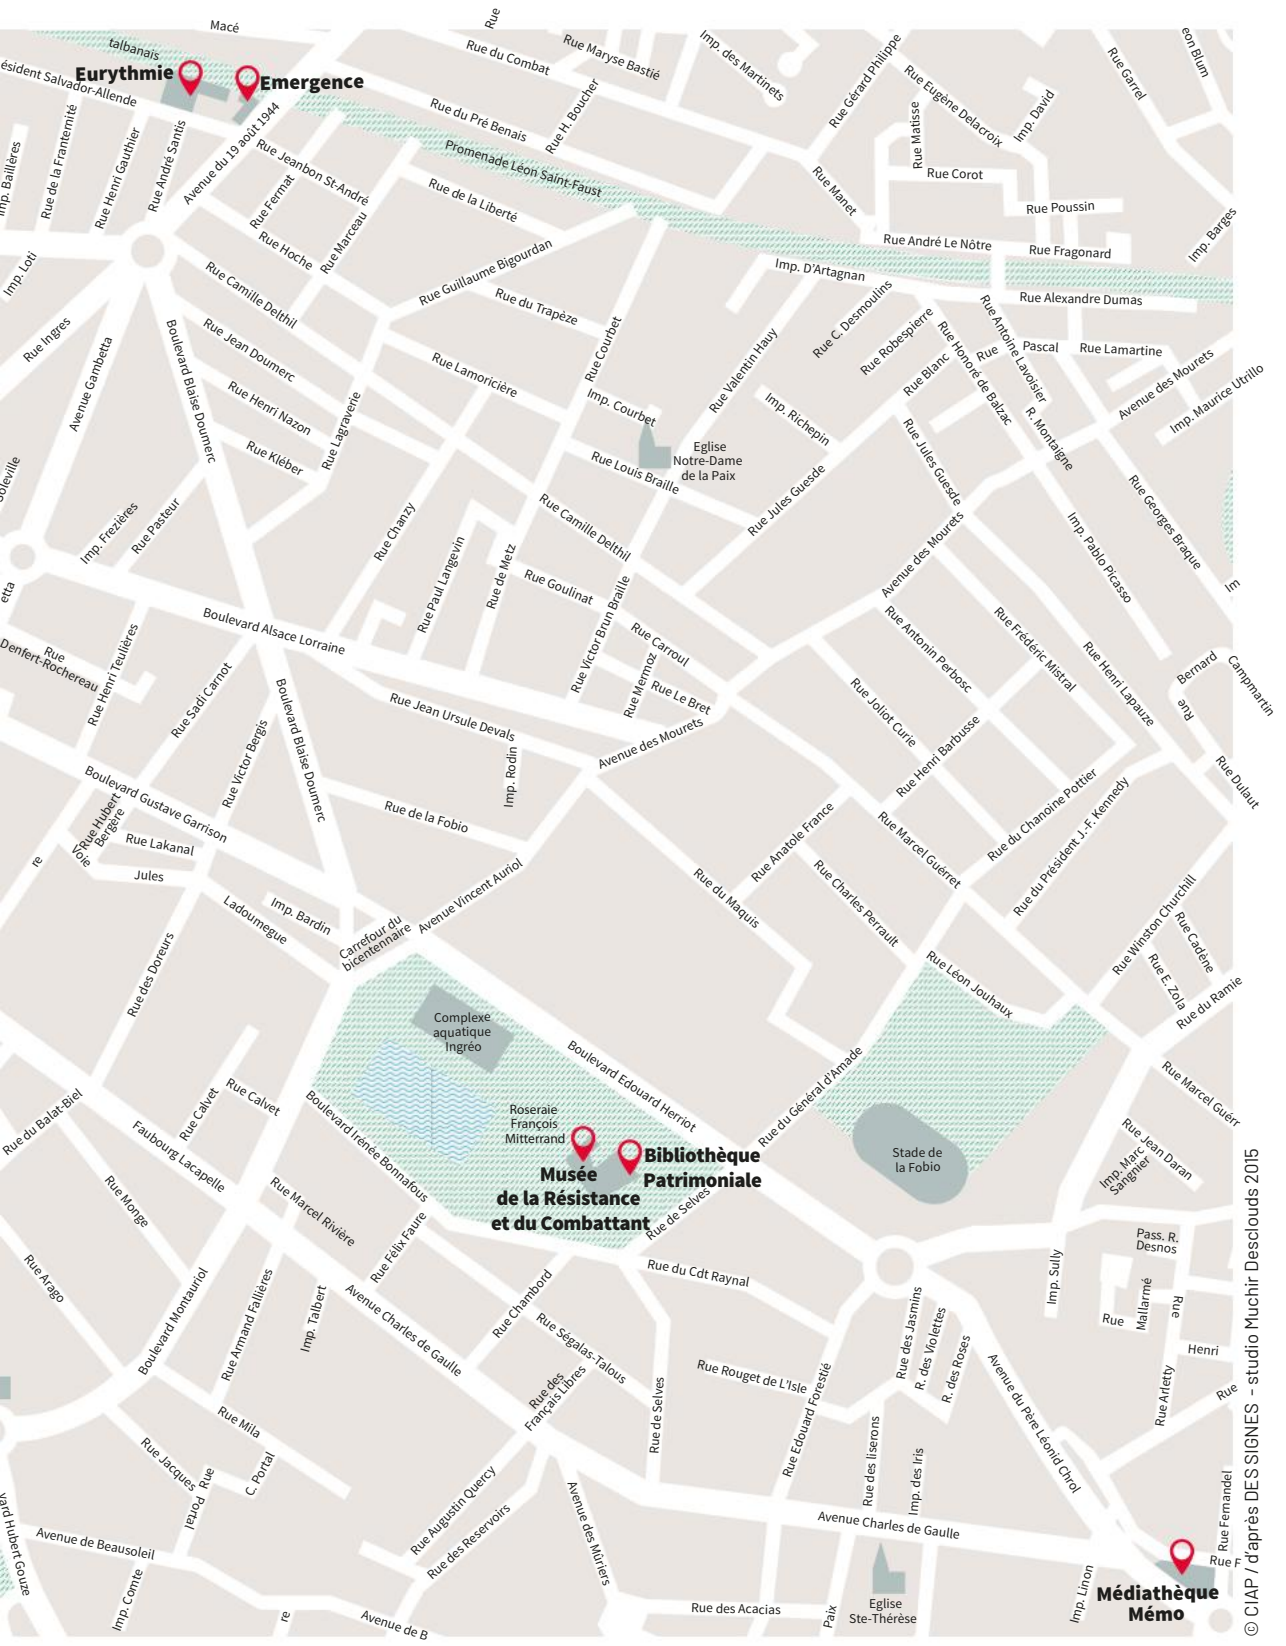 Macé
Rue
Rue du Combat
Rue Maryse Bastié
Imp. des Martinets
Rue Gérard Philippe
Rue Eugène Delacroix
Imp. David
Rue Garrel
eon Blum
talbanais
Eurythmie
Emergence
ésident Salvador-Allende
Rue du Pré Benais
Rue H. Boucher
Rue Matisse
Avenue du 19 août 1944
Promenade Léon Saint-Faust
Imp. Baillères
Rue de la Franternité
Rue Henri Gauthier
Rue André Santis
Rue Jeanbon St-André
Rue Fermat
Rue de la Liberté
Rue Manet
Rue Corot
Rue Poussin
Rue Marceau
Rue Hoche
Rue André Le Nôtre
Rue Fragonard
Imp. Barges
Imp. Loti
Rue Guillaume Bigourdan
Imp. D'Artagnan
Rue Camille Delthil
Rue du Trapèze
Rue C. Desmoulins
Rue Alexandre Dumas
Rue Ingres
Avenue Gambetta
Boulevard Blaise Doumerc
Rue Jean Doumerc
Rue Courbet
Rue Valentin Hauy
Rue Robespierre
Rue Blanc
Rue Honoré de Balzac
Rue Antoine Lavoisier
Rue
Pascal
Rue Lamartine
Rue Lamoricière
Rue Henri Nazon
Rue Lagraverie
Imp. Courbet
Imp. Richepin
Avenue des Mourets
Imp. Maurice Utrillo
Rue Kléber
Eglise
Notre-Dame
de la Paix
Rue Jules Guesde
R. Montaigne
oleville
Rue Louis Braille
Rue Jules Guesde
Rue Georges Braque
Imp. Frezières
Rue Pasteur
Rue Chanzy
Rue Camille Delthil
Avenue des Mourets
Imp. Pablo Picasso
Im
etta
Rue Paul Langevin
Rue de Metz
Rue Goulinat
Rue Victor Brun Braille
Boulevard Alsace Lorraine
Rue Carroul
Rue Antonin Perbosc
Rue Frédéric Mistral
Rue Henri Lapauze
Rue
Denfert-Rochereau
Rue Henri Teulières
Rue Sadi Carnot
Rue Mermoz
Rue Le Bret
Rue Joliot Curie
Bernard
Campmartin
Rue
Boulevard Blaise Doumerc
Rue Jean Ursule Devals
Rue Victor Bergis
Avenue des Mourets
Rue Henri Barbusse
Imp. Rodin
Boulevard Gustave Garrison
Rue Hubert
Bergère
Rue de la Fobio
Rue Anatole France
Rue Marcel Guérret
Rue du Chanoine Pottier
Rue du Président J.-F. Kennedy
Rue Dulaut
Rue Lakanal
Voie
Jules
re
Ladoumegue
Imp. Bardin
Avenue Vincent Auriol
Rue du Maquis
Rue Charles Perrault
Rue Winston Churchill
Rue Cadène
Carrefour du
bicentennaire
Rue des Doreurs
Rue Léon Jouhaux
Rue E. Zola
Rue du Ramie
Complexe
aquatique
Ingréo
Boulevard Edouard Herriot
Rue du Général d'Amade
Rue Marcel Guérr
Rue du Balat-Biel
Rue Calvet
Rue Calvet
Boulevard Irénée Bonnafous
Roseraie
François
Mitterrand
Faubourg Lacapelle
Stade de
la Fobio
Rue Jean Daran
Imp. Marc
Sangnier
Musée
de la Résistance
et du Combattant
Bibliothèque
Patrimoniale
Rue Monge
Rue Marcel Rivière
Rue Félix Faure
Rue de Selves
Pass. R.
Desnos
Rue Arago
Rue du Cdt Raynal
Imp. Sully
Boulevard Montauriol
Rue Armand Fallières
Imp. Talbert
Avenue Charles de Gaulle
Rue Chambord
Rue Ségalas-Talous
Rue des Jasmins
R. des Violettes
R. des Roses
Rue
Mallarmé
Rue
Henri
Rue des
Français Libres
Rue de Selves
Rue Rouget de L'Isle
Rue Edouard Forestié
Avenue du Père Léonid Chrol
Rue Arletty
Rue
Rue Mila
Rue Jacques
Portal
Rue
C. Portal
Rue des liserons
Imp. des Iris
Rue Augustin Quercy
Rue des Reservoirs
Avenue des Mûriers
Avenue Charles de Gaulle
Rue Fernandel
vard Hubert Gouze
Avenue de Beausoleil
Imp. Comte
re
Avenue de B
Rue des Acacias
Paix
Eglise
Ste-Thérèse
Imp. Linon
Rue F
Médiathèque
Mémo
© CIAP / d'après DES SIGNES - studio Muchir Desclouds 2015